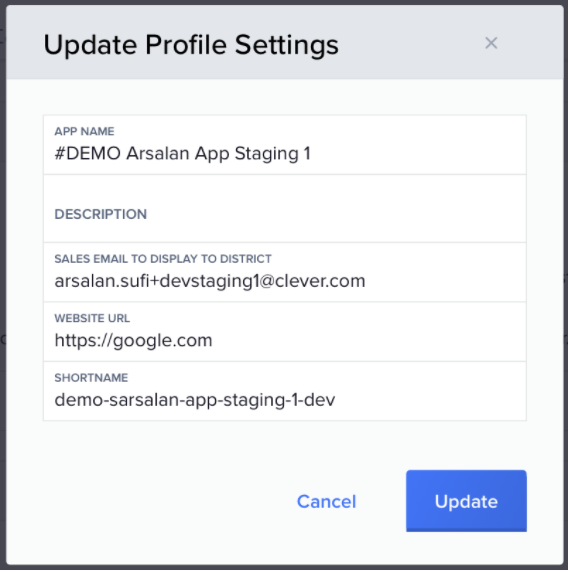 Update Profile Settings
×
APP NAME
#DEMO Arsalan App Staging 1
DESCRIPTION
SALES EMAIL TO DISPLAY TO DISTRICT
arsalan.sufi+devstaging1@clever.com
WEBSITE URL
https://google.com
SHORTNAME
demo-sarsalan-app-staging-1-dev
Cancel
Update